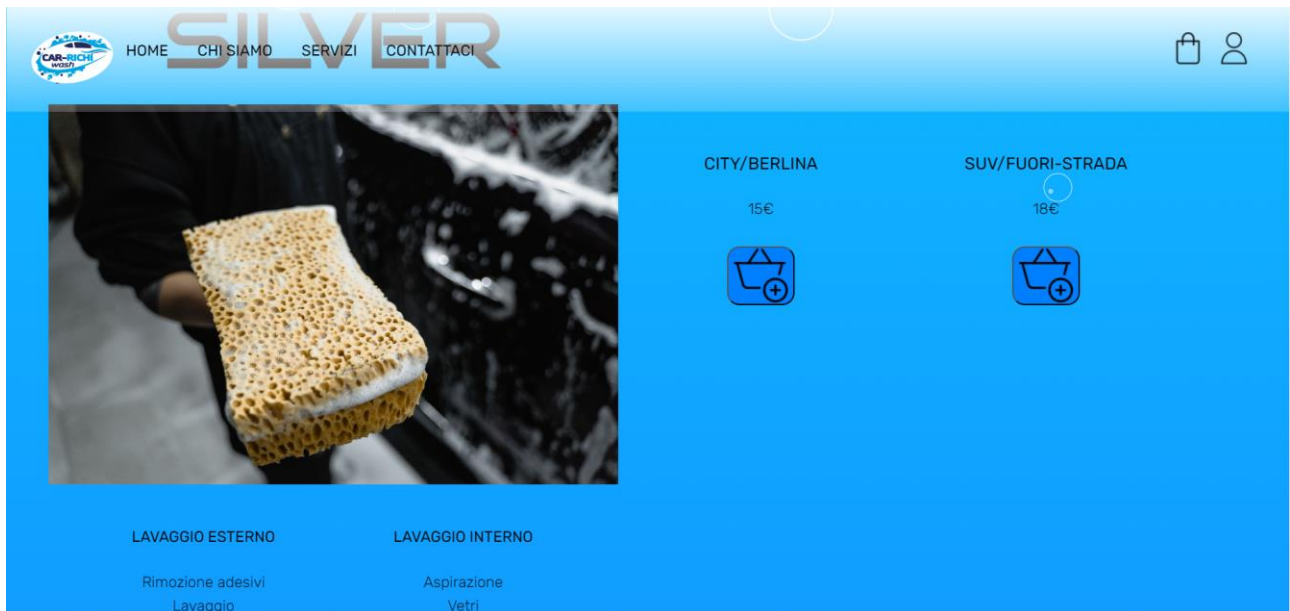 SILVER
CAR-RICHI
wash
HOME CHI SIAMO SERVIZI CONTATTACI
CITY/BERLINA SUV/FUORI-STRADA
15€ 18€
LAVAGGIO ESTERNO LAVAGGIO INTERNO
Rimozione adesivi Aspirazione
Lavaggio Vetri